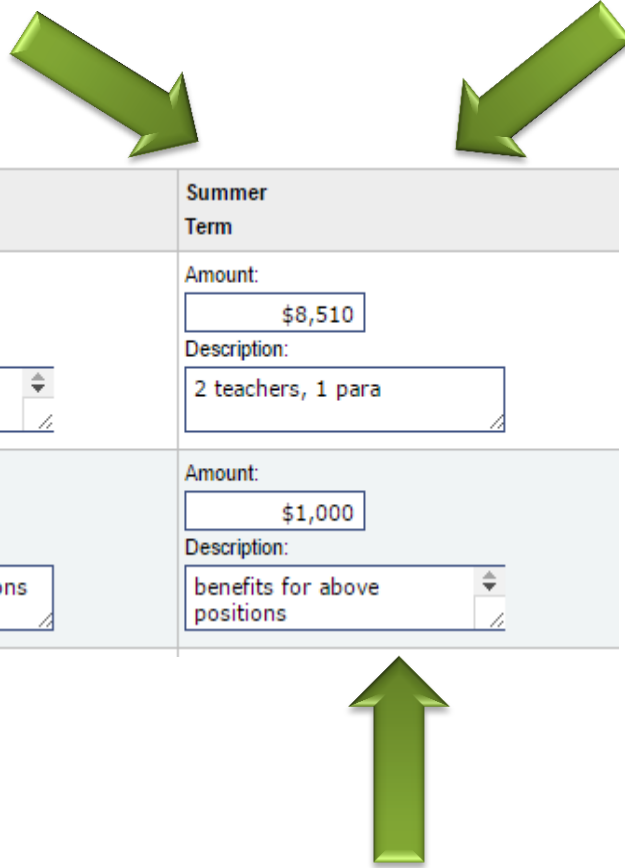 Summer
Term
Amount:
$8,510
Description:
2 teachers, 1 para
Amount:
$1,000
Description:
benefits for above
positions